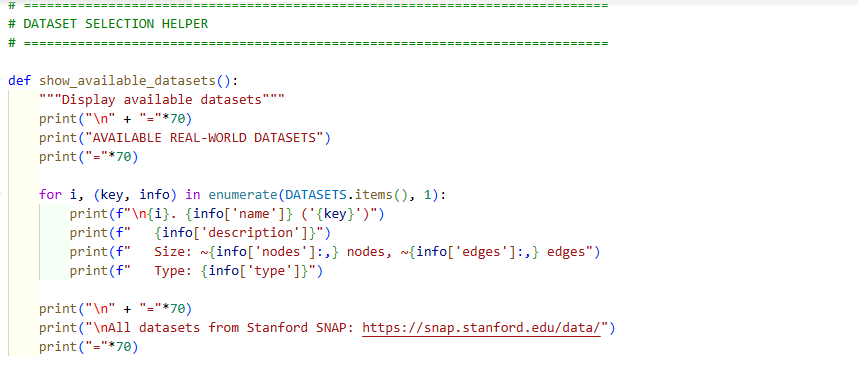 # ============================================================================
# DATASET SELECTION HELPER
# ============================================================================
def show_available_datasets():
    """Display available datasets"""
    print("\n" + "="*70)
    print("AVAILABLE REAL-WORLD DATASETS")
    print("="*70)
    for i, (key, info) in enumerate(DATASETS.items(), 1):
        print(f"\n{i}. {info['name']} ('{key}')")
        print(f"   {info['description']}")
        print(f"   Size: ~{info['nodes']:,} nodes, ~{info['edges']:,} edges")
        print(f"   Type: {info['type']}")
    print("\n" + "="*70)
    print("\nAll datasets from Stanford SNAP: https://snap.stanford.edu/data/")
    print("="*70)